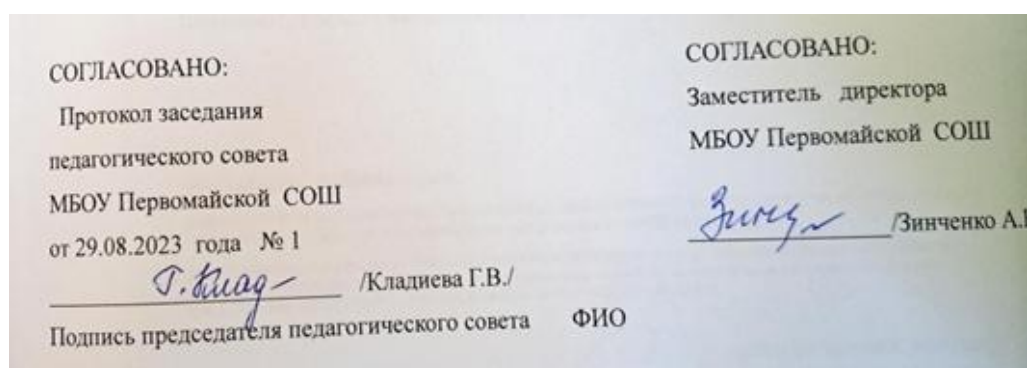 СОГЛАСОВАНО:
Протокол заседания
педагогического совета
МБОУ Первомайской СОШ
от 29.08.2023 года № 1
Г. Клад /Кладиева Г.В./
Подпись председателя педагогического совета ФИО
СОГЛАСОВАНО:
Заместитель директора
МБОУ Первомайской СОШ
/Зинченко А.